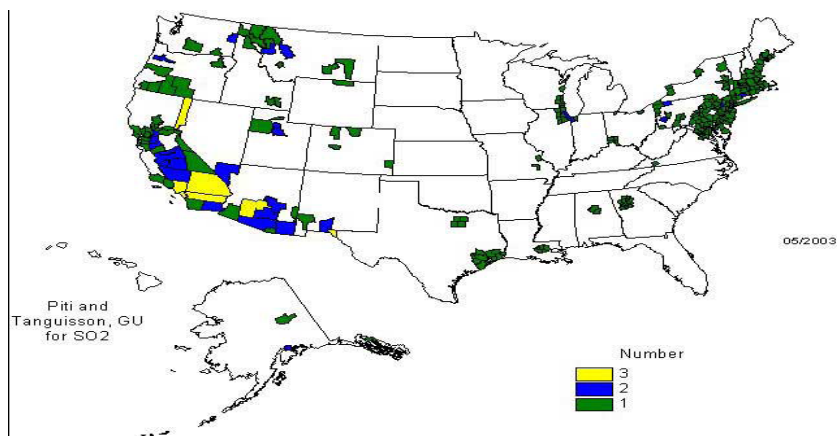 05/2003
Piti and
Tanguisson, GU
for SO2
Number
3
2
1